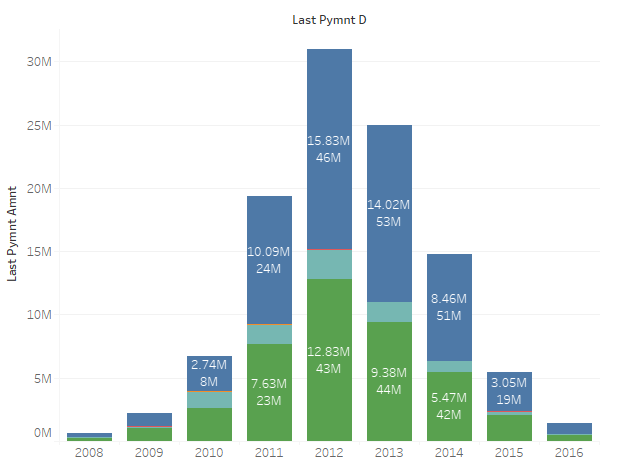 Last Pymnt D
Last Pymnt Amnt
30M
25M
20M
15M
10M
5M
0M
2.74M
8M
10.09M
24M
7.63M
23M
15.83M
46M
12.83M
43M
14.02M
53M
9.38M
44M
8.46M
51M
5.47M
42M
3.05M
19M
2008
2009
2010
2011
2012
2013
2014
2015
2016